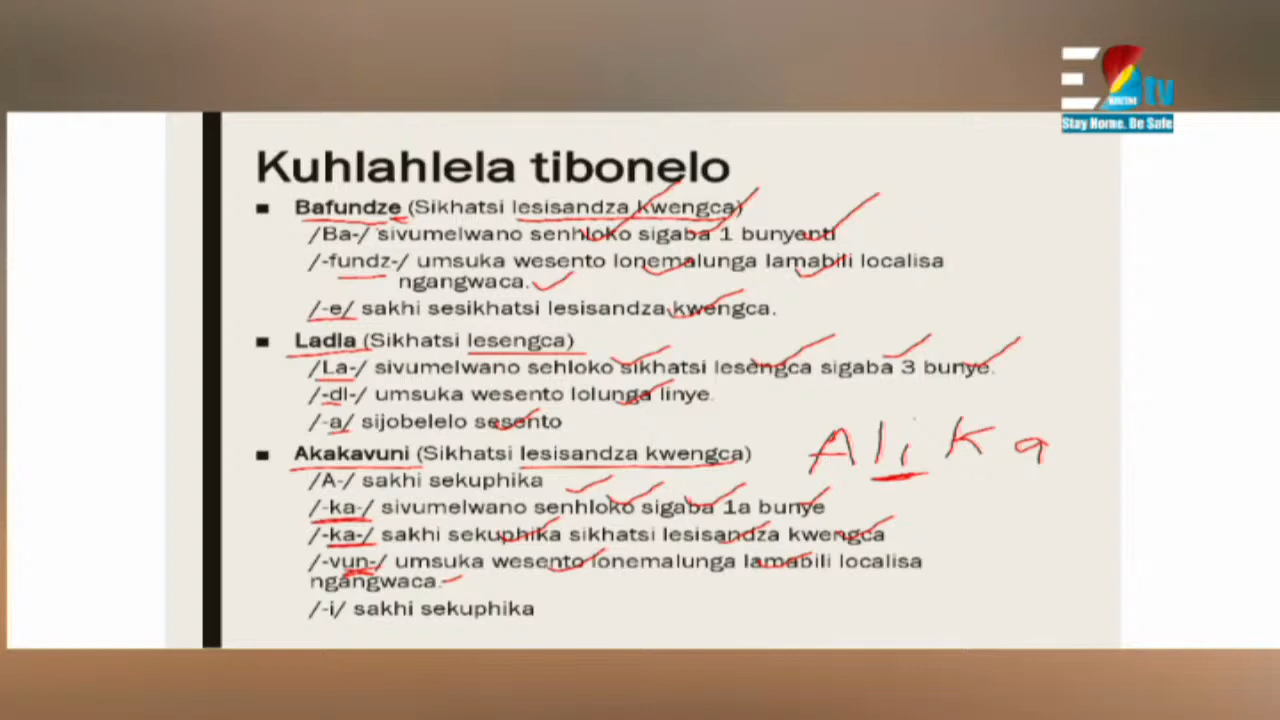 E
tv
Stay Home. Be Safe
Kuhlahlela tibonelo
■ Bafundze (Sikhatsi lesisandza kwengca)
/Ba-/ sivumelwano senhloko sigaba 1 bunyenti
/-fundz-/ umsuka wesento lonemalunga lamabili localisa
ngangwaca.
/-e/ sakhi sesikhatsi lesisandza kwengca.
■ Ladla (Sikhatsi lesengca)
/La-/ sivumelwano sehloko sikhatsi lesengca sigaba 3 bunye.
/-dl-/ umsuka wesento lolunga linye.
/-a/ sijobelelo sesento
■ Akakavuni (Sikhatsi lesisandza kwengca)
Alika
/A-/ sakhi sekuphika
/-ka-/ sivumelwano senhloko sigaba 1a bunye
/-ka-/ sakhi sekuphika sikhatsi lesisandza kwengca
/-vun-/ umsuka wesento lonemalunga lamabili localisa
ngangwaca.
/-i/ sakhi sekuphika